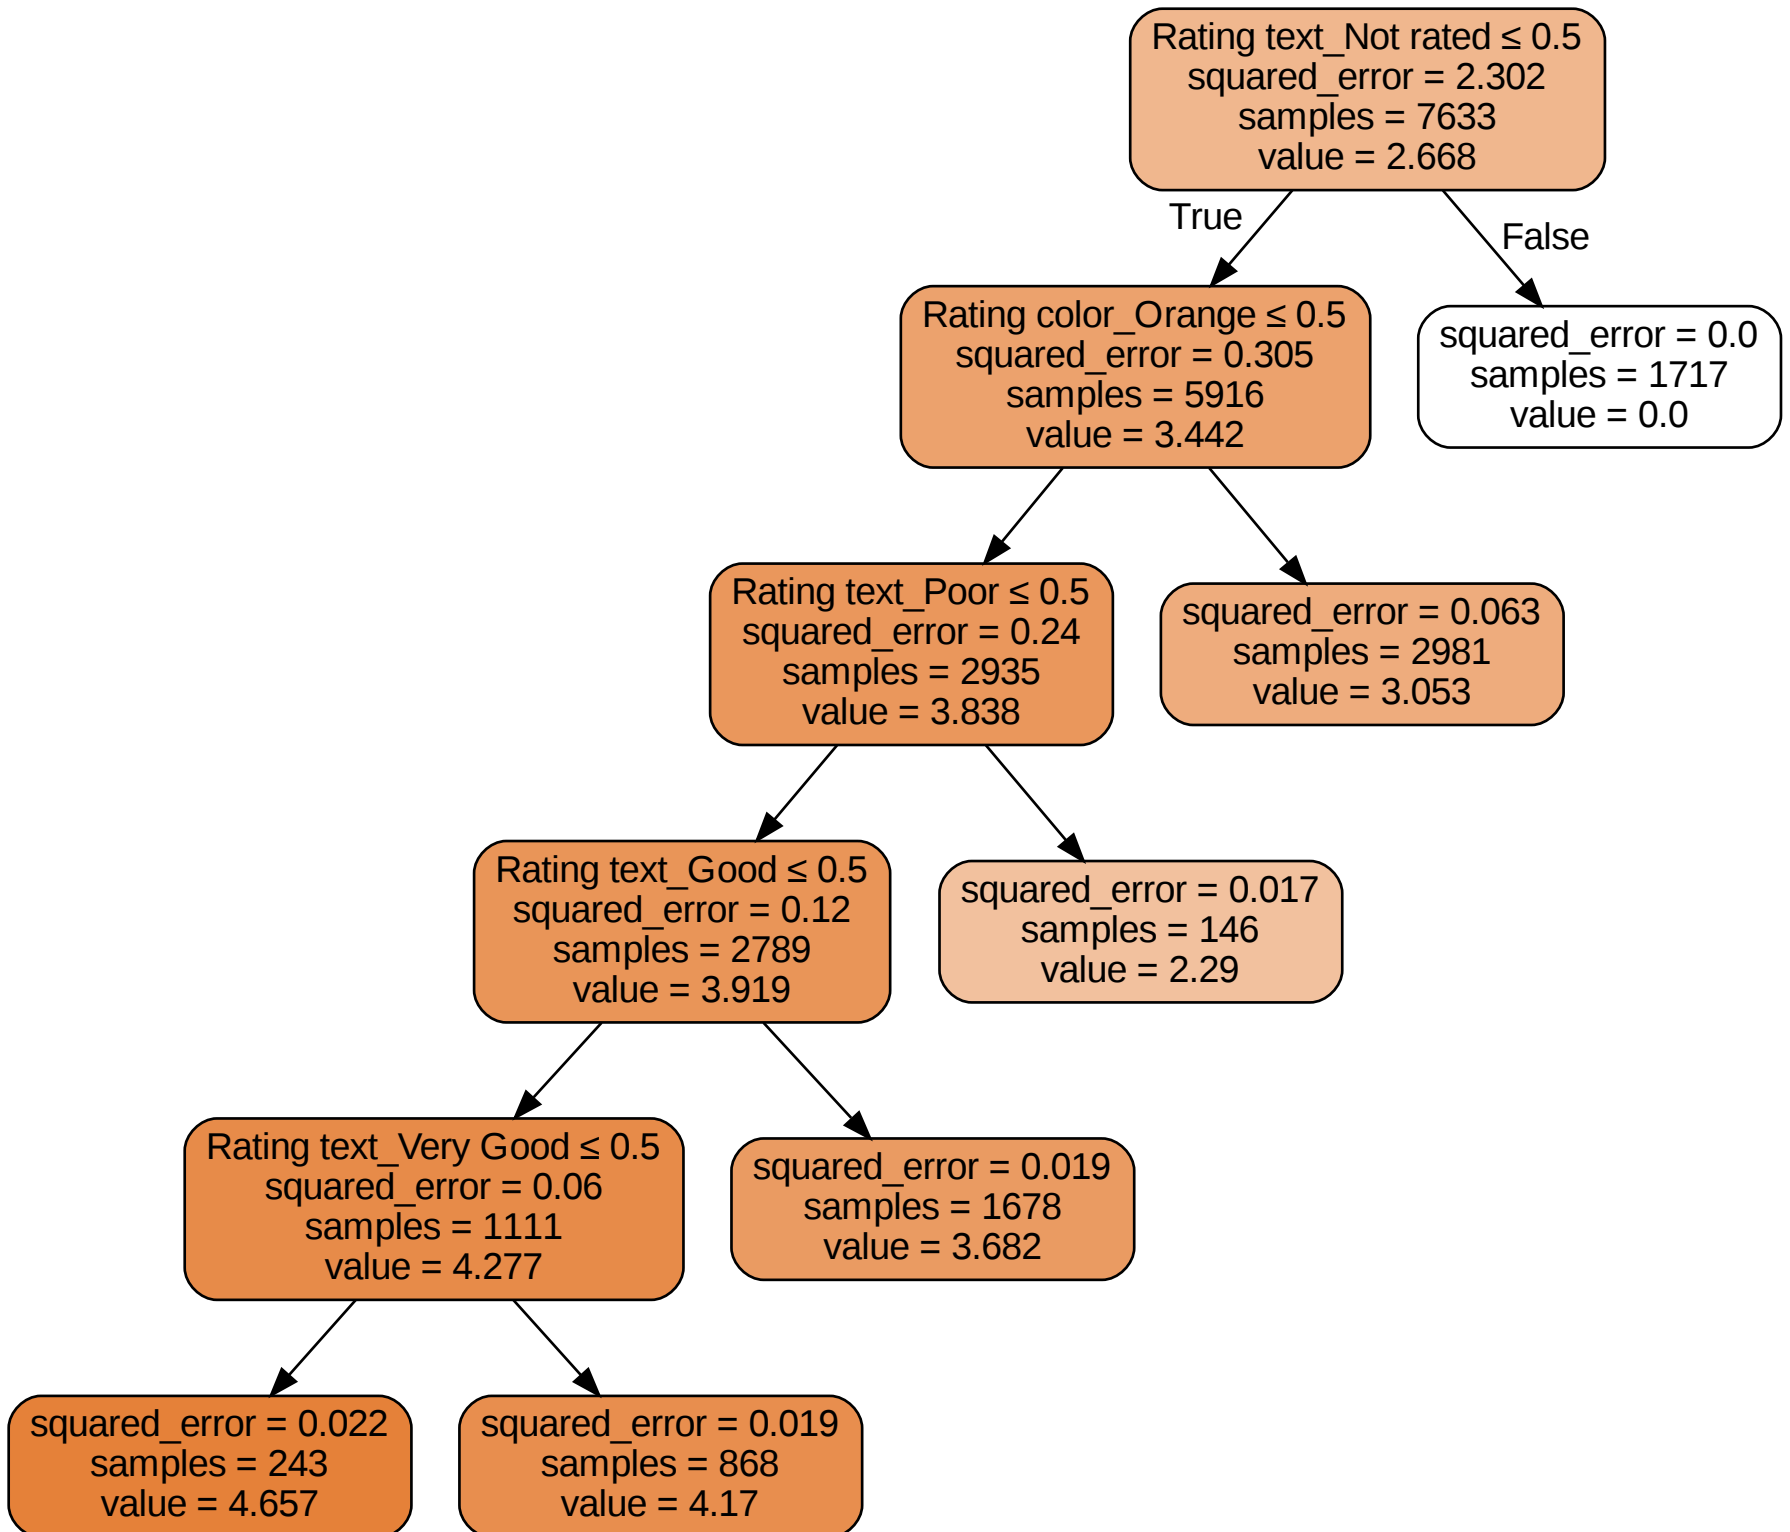 Rating text_Not rated ≤ 0.5
squared_error = 2.302
samples = 7633
value = 2.668
True
False
Rating color_Orange ≤ 0.5
squared_error = 0.305
samples = 5916
value = 3.442
squared_error = 0.0
samples = 1717
value = 0.0
Rating text_Poor ≤ 0.5
squared_error = 0.24
samples = 2935
value = 3.838
squared_error = 0.063
samples = 2981
value = 3.053
Rating text_Good ≤ 0.5
squared_error = 0.12
samples = 2789
value = 3.919
squared_error = 0.017
samples = 146
value = 2.29
Rating text_Very Good ≤ 0.5
squared_error = 0.06
samples = 1111
value = 4.277
squared_error = 0.019
samples = 1678
value = 3.682
squared_error = 0.022
samples = 243
value = 4.657
squared_error = 0.019
samples = 868
value = 4.17